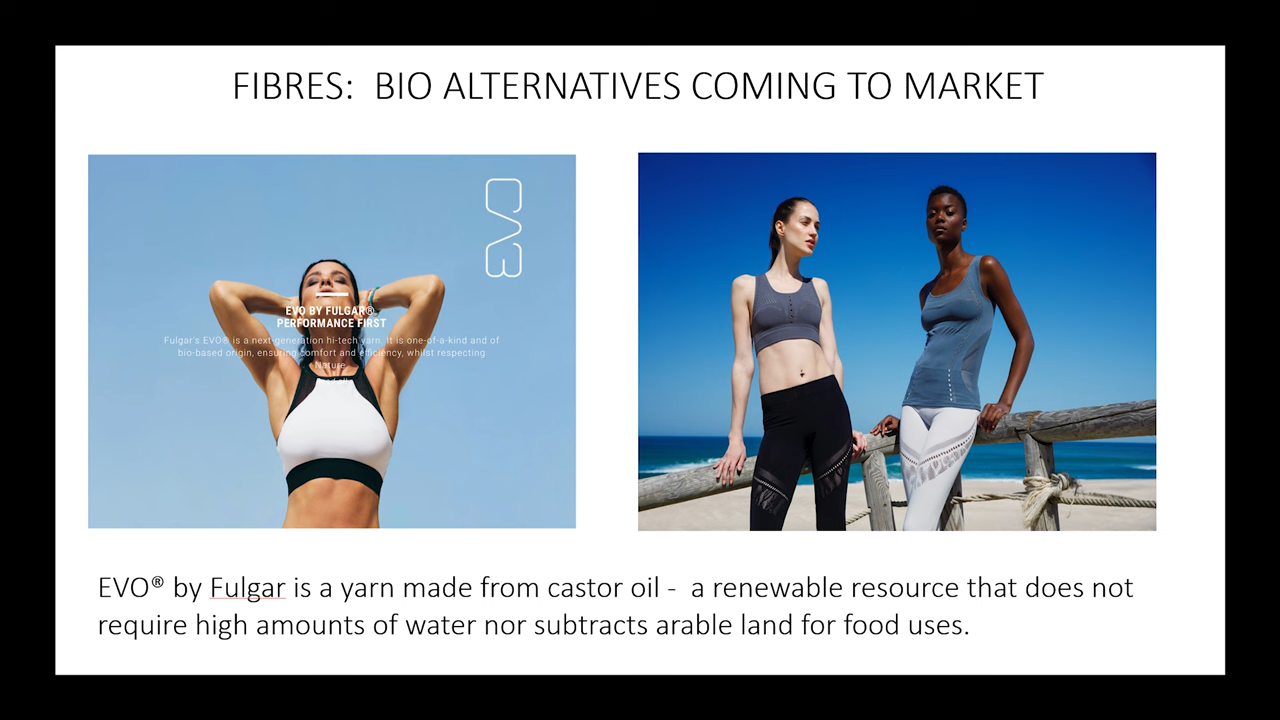 FIBRES: BIO ALTERNATIVES COMING TO MARKET
EVO
EVO BY FULGAR®
PERFORMANCE FIRST
Fulgar's EVO® is a next-generation hi-tech yarn. It is one-of-a-kind and of
bio-based origin, ensuring comfort and efficiency, whilst respecting
Nature.
EVO® by Fulgar is a yarn made from castor oil - a renewable resource that does not
require high amounts of water nor subtracts arable land for food uses.